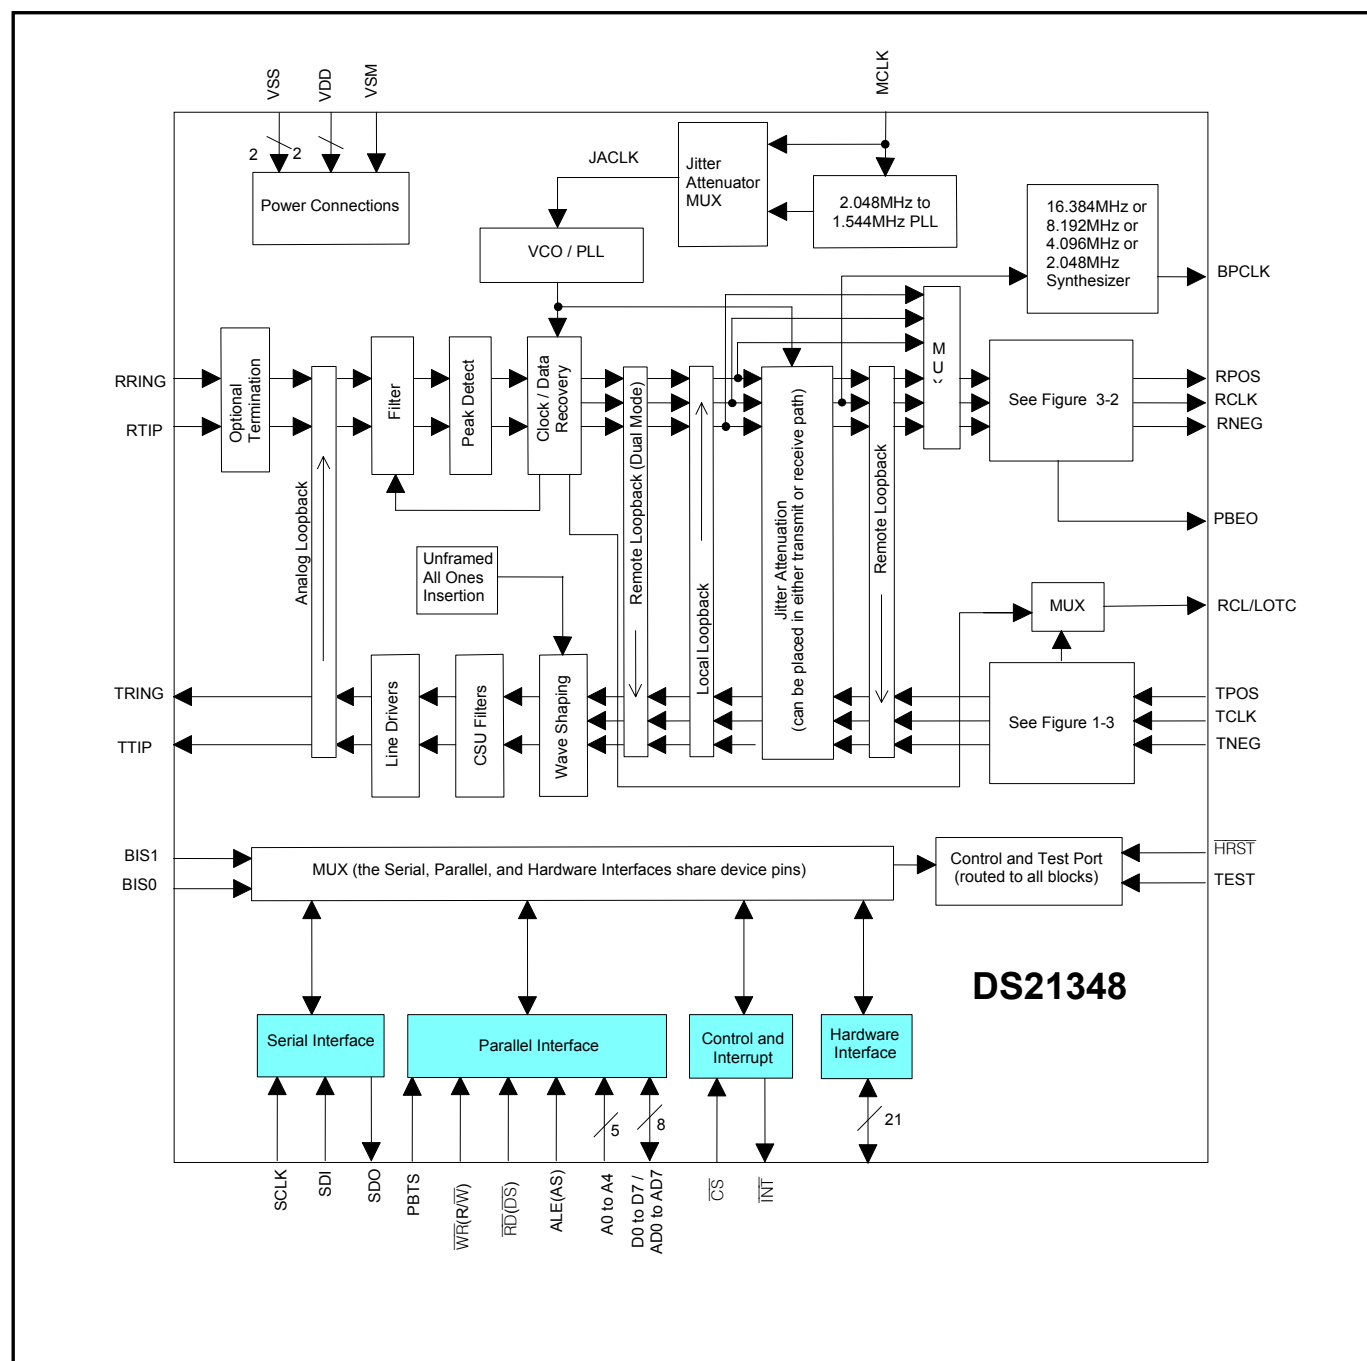 VSS
VDD
VSM
MCLK
2
2
Power Connections
JACLK
Jitter
Attenuator
MUX
2.048MHz to
1.544MHz PLL
16.384MHz or
8.192MHz or
4.096MHz or
2.048MHz
Synthesizer
BPCLK
VCO / PLL
RRING
RTIP
Optional
Termination
Analog Loopback
Filter
Peak Detect
Clock / Data
Recovery
Remote Loopback (Dual Mode)
Local Loopback
Jitter Attenuation
(can be placed in either transmit or receive path)
Remote Loopback
MUX
See Figure 3-2
RPOS
RCLK
RNEG
PBEO
Unframed
All Ones
Insertion
MUX
RCL/LOTC
TRING
TTIP
Line Drivers
CSU Filters
Wave Shaping
See Figure 1-3
TPOS
TCLK
TNEG
BIS1
BIS0
MUX (the Serial, Parallel, and Hardware Interfaces share device pins)
Control and Test Port
(routed to all blocks)
HRST
TEST
DS21348
Serial Interface
Parallel Interface
Control and
Interrupt
Hardware
Interface
5
8
21
SCLK
SDI
SDO
PBTS
WR(R/W)
RD(DS)
ALE(AS)
A0 to A4
D0 to D7 /
AD0 to AD7
CS
INT